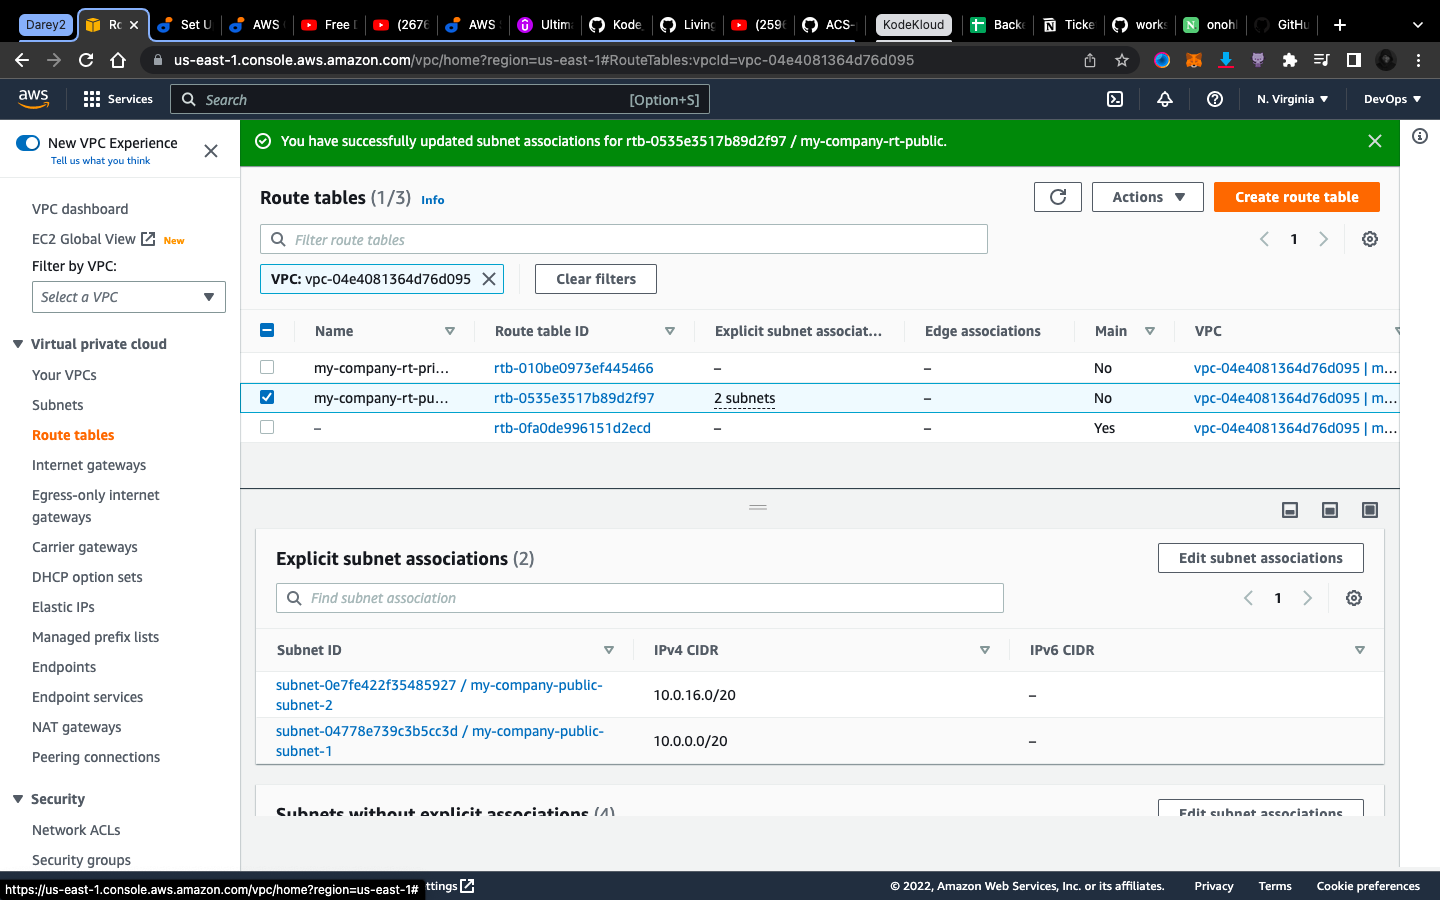 Darey2
Ro
Set U
AWS
Free D
(2676
AWS
Ultima
Kode
Living
(2596
ACS-
KodeKloud
Backe
Ticke
works
onohl
GitHu
us-east-1.console.aws.amazon.com/vpc/home?region=us-east-1#RouteTables:vpcId=vpc-04e4081364d76d095
aws
Services
Search
[Option+S]
N. Virginia
DevOps
New VPC Experience
Tell us what you think
You have successfully updated subnet associations for rtb-0535e3517b89d2f97 / my-company-rt-public.
VPC dashboard
EC2 Global View New
Filter by VPC:
Select a VPC
Virtual private cloud
Your VPCs
Subnets
Route tables
Internet gateways
Egress-only internet
gateways
Carrier gateways
DHCP option sets
Elastic IPs
Managed prefix lists
Endpoints
Endpoint services
NAT gateways
Peering connections
Security
Network ACLs
Security groups
Route tables (1/3) Info
Actions
Create route table
Filter route tables
1
VPC: vpc-04e4081364d76d095
Clear filters
Name Route table ID Explicit subnet associat... Edge associations Main VPC
my-company-rt-pri... rtb-010be0973ef445466 – – No vpc-04e4081364d76d095 | m...
my-company-rt-pu... rtb-0535e3517b89d2f97 2 subnets – No vpc-04e4081364d76d095 | m...
– rtb-0fa0de996151d2ecd – – Yes vpc-04e4081364d76d095 | m...
Explicit subnet associations (2)
Edit subnet associations
Find subnet association
1
Subnet ID IPv4 CIDR IPv6 CIDR
subnet-0e7fe422f35485927 / my-company-public-
subnet-2
10.0.16.0/20 –
subnet-04778e739c3b5cc3d / my-company-public-
subnet-1
10.0.0.0/20 –
Subnets without explicit associations (4)
Edit subnet associations
https://us-east-1.console.aws.amazon.com/vpc/home?region=us-east-1#
ttings
© 2022, Amazon Web Services, Inc. or its affiliates.
Privacy
Terms
Cookie preferences